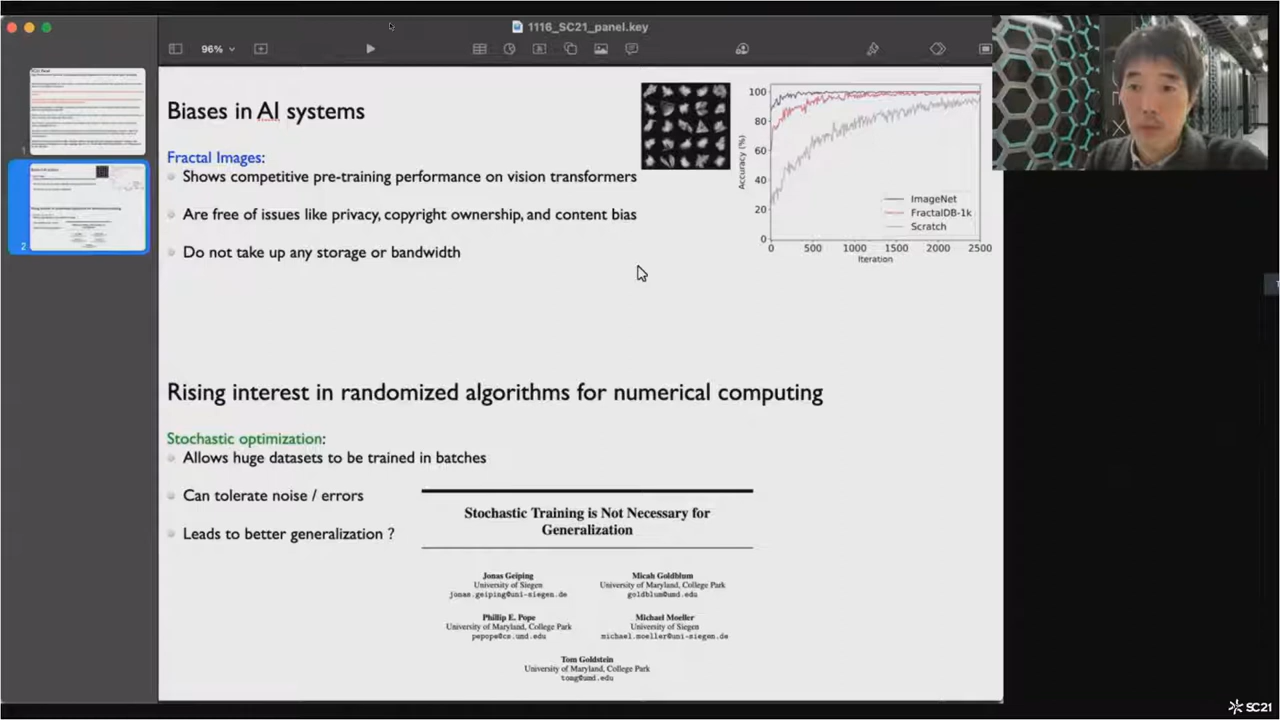 1116_SC21_panel.key
96%
Biases in AI systems
Fractal Images:
Shows competitive pre-training performance on vision transformers
Are free of issues like privacy, copyright ownership, and content bias
Do not take up any storage or bandwidth
100
80
60
40
20
0
Accuracy (%)
ImageNet
FractalDB-1k
Scratch
0 500 1000 1500 2000 2500
Iteration
Rising interest in randomized algorithms for numerical computing
Stochastic optimization:
Allows huge datasets to be trained in batches
Can tolerate noise / errors
Leads to better generalization ?
Stochastic Training is Not Necessary for
Generalization
Jonas Geiping
University of Siegen
jonas.geiping@uni-siegen.de
Micah Goldblum
University of Maryland, College Park
goldblum@umd.edu
Phillip E. Pope
University of Maryland, College Park
pepope@cs.umd.edu
Michael Moeller
University of Siegen
michael.moeller@uni-siegen.de
Tom Goldstein
University of Maryland, College Park
tomg@umd.edu
1
2
SC21